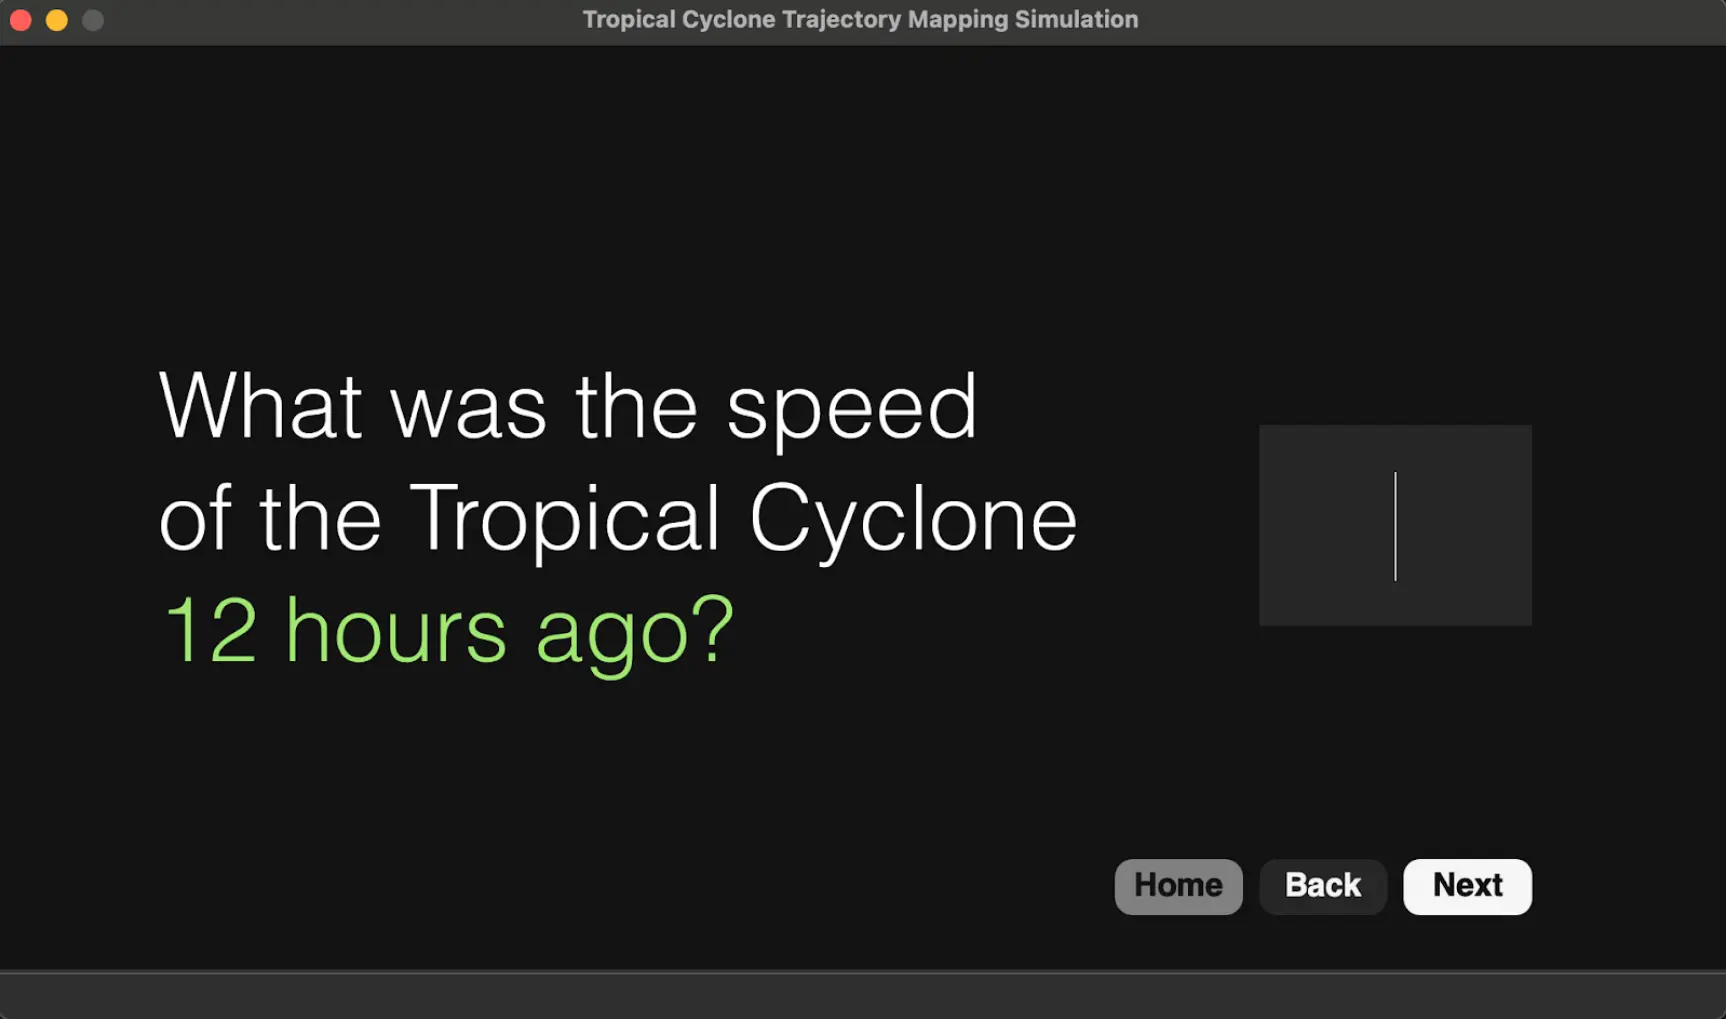 Tropical Cyclone Trajectory Mapping Simulation
What was the speed
of the Tropical Cyclone
12 hours ago?
Home
Back
Next